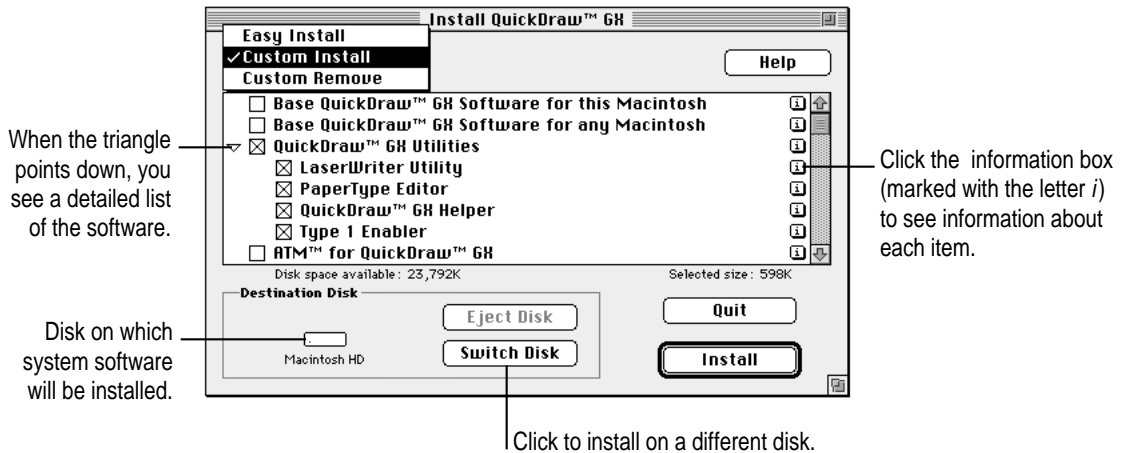 Install QuickDraw™ GX
Easy Install
✓Custom Install
Custom Remove
Help
Base QuickDraw™ GX Software for this Macintosh
Base QuickDraw™ GX Software for any Macintosh
QuickDraw™ GX Utilities
LaserWriter Utility
PaperType Editor
QuickDraw™ GX Helper
Type 1 Enabler
ATM™ for QuickDraw™ GX
i
i
i
i
i
i
i
i
Disk space available: 23,792K
Selected size: 598K
Destination Disk
Eject Disk
Quit
Macintosh HD
Switch Disk
Install
When the triangle
points down, you
see a detailed list
of the software.
Click the information box
(marked with the letter i)
to see information about
each item.
Disk on which
system software
will be installed.
Click to install on a different disk.